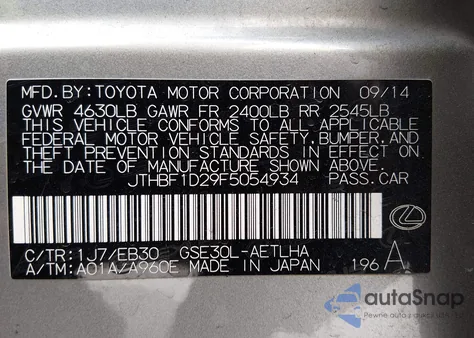 MFD. BY: TOYOTA MOTOR CORPORATION 09/14
GVWR 4630LB GAWR FR 2400LB RR 2545LB
THIS VEHICLE CONFORMS TO ALL APPLICABLE
FEDERAL MOTOR VEHICLE SAFETY, BUMPER, AND
THEFT PREVENTION STANDARDS IN EFFECT ON
THE DATE OF MANUFACTURE SHOWN ABOVE.
JTHBF1D29F5054934 PASS. CAR
C/TR: 1J7/EB30 GSE30L-AETLHA
A/TM: A01A/A960E MADE IN JAPAN 196 A
autoSnap